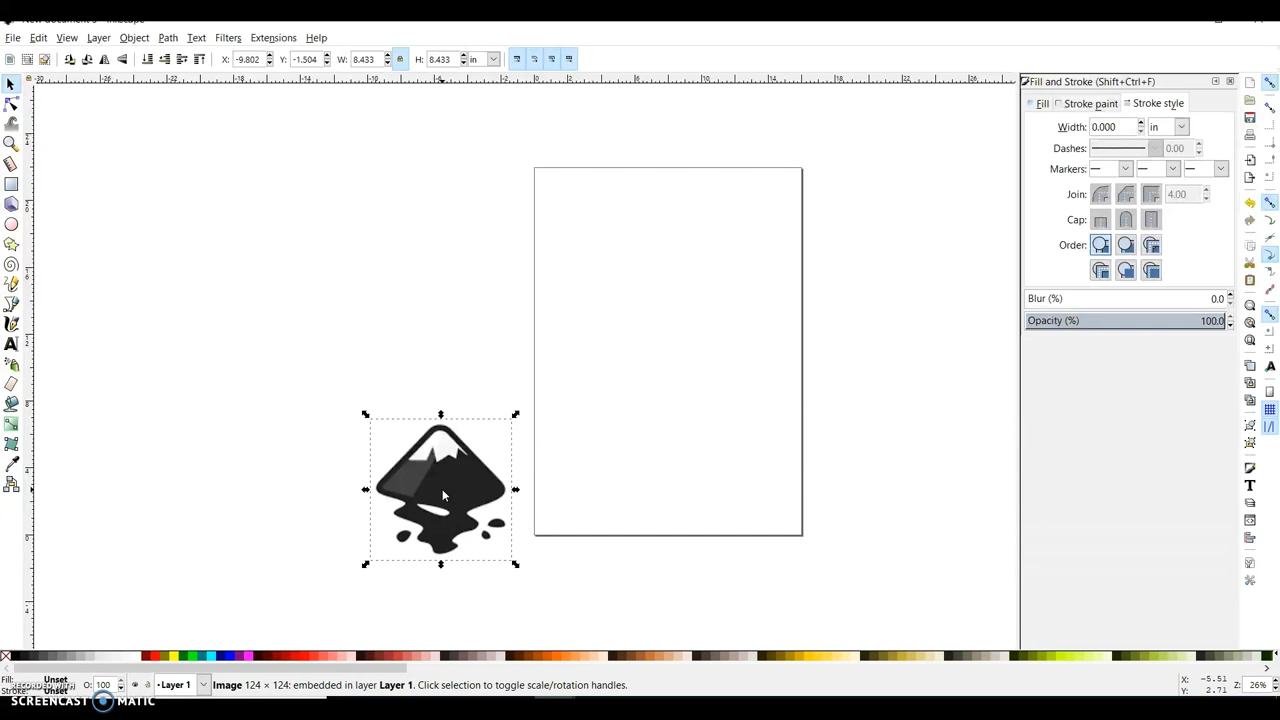 File Edit View Layer Object Path Text Filters Extensions Help
X: -9.802 Y: -1.504 W: 8.433 H: 8.433 in
Fill and Stroke (Shift+Ctrl+F)
Fill Stroke paint Stroke style
Width: 0.000 in
Dashes: 0.00
Markers:
Join: 4.00
Cap:
Order:
Blur (%) 0.0
Opacity (%) 100.0
Fill: Unset
Stroke: Unset
O: 100
Layer 1
Image 124 × 124: embedded in layer Layer 1. Click selection to toggle scale/rotation handles.
X: -5.51
Y: 2.71
Z: 26%
RECORDED WITH
SCREENCAST MATIC